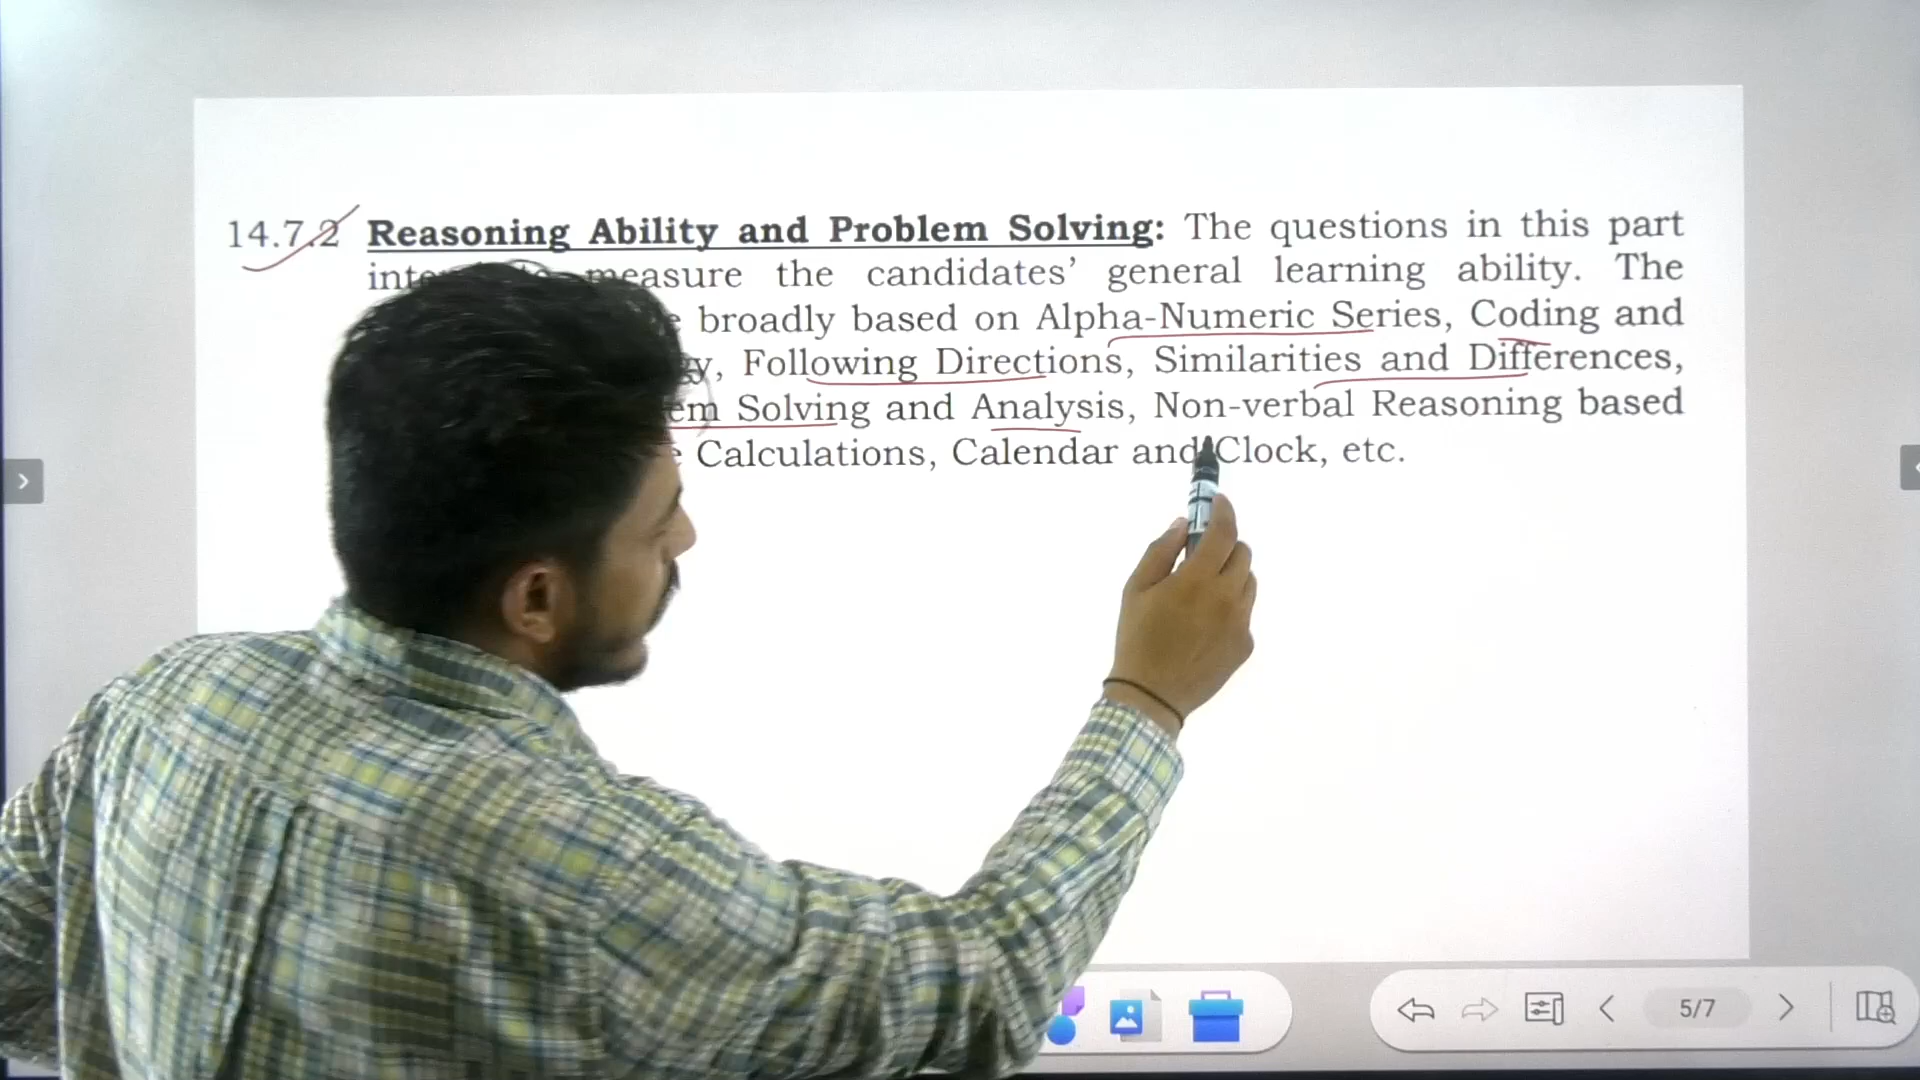 14.7.2 Reasoning Ability and Problem Solving: The questions in this part
measure the candidates’ general learning ability. The
broadly based on Alpha-Numeric Series, Coding and
Following Directions, Similarities and Differences,
Solving and Analysis, Non-verbal Reasoning based
Calculations, Calendar and Clock, etc.
5/7